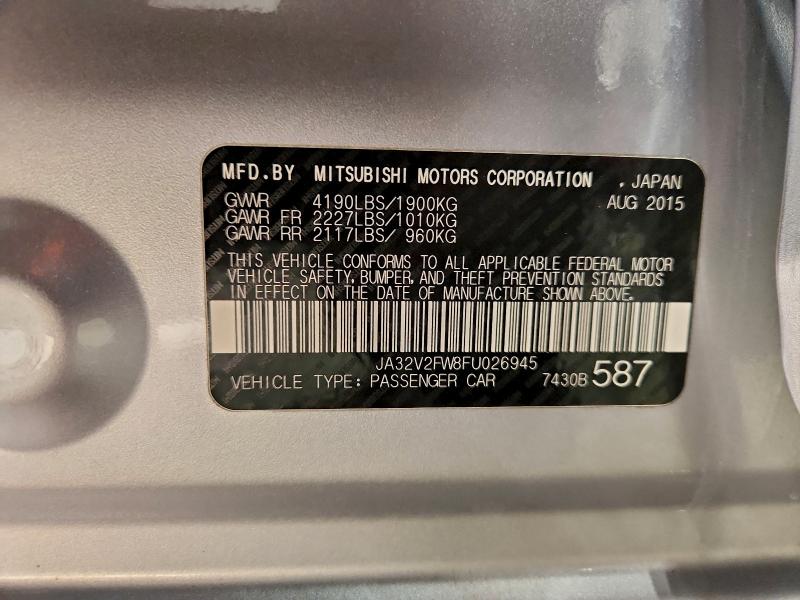 MFD.BY MITSUBISHI MOTORS CORPORATION , JAPAN
GVWR 4190LBS/1900KG AUG 2015
GAWR FR 2227LBS/1010KG
GAWR RR 2117LBS/ 960KG
THIS VEHICLE CONFORMS TO ALL APPLICABLE FEDERAL MOTOR
VEHICLE SAFETY, BUMPER, AND THEFT PREVENTION STANDARDS
IN EFFECT ON THE DATE OF MANUFACTURE SHOWN ABOVE.
JA32V2FW8FU026945
VEHICLE TYPE: PASSENGER CAR 7430B 587